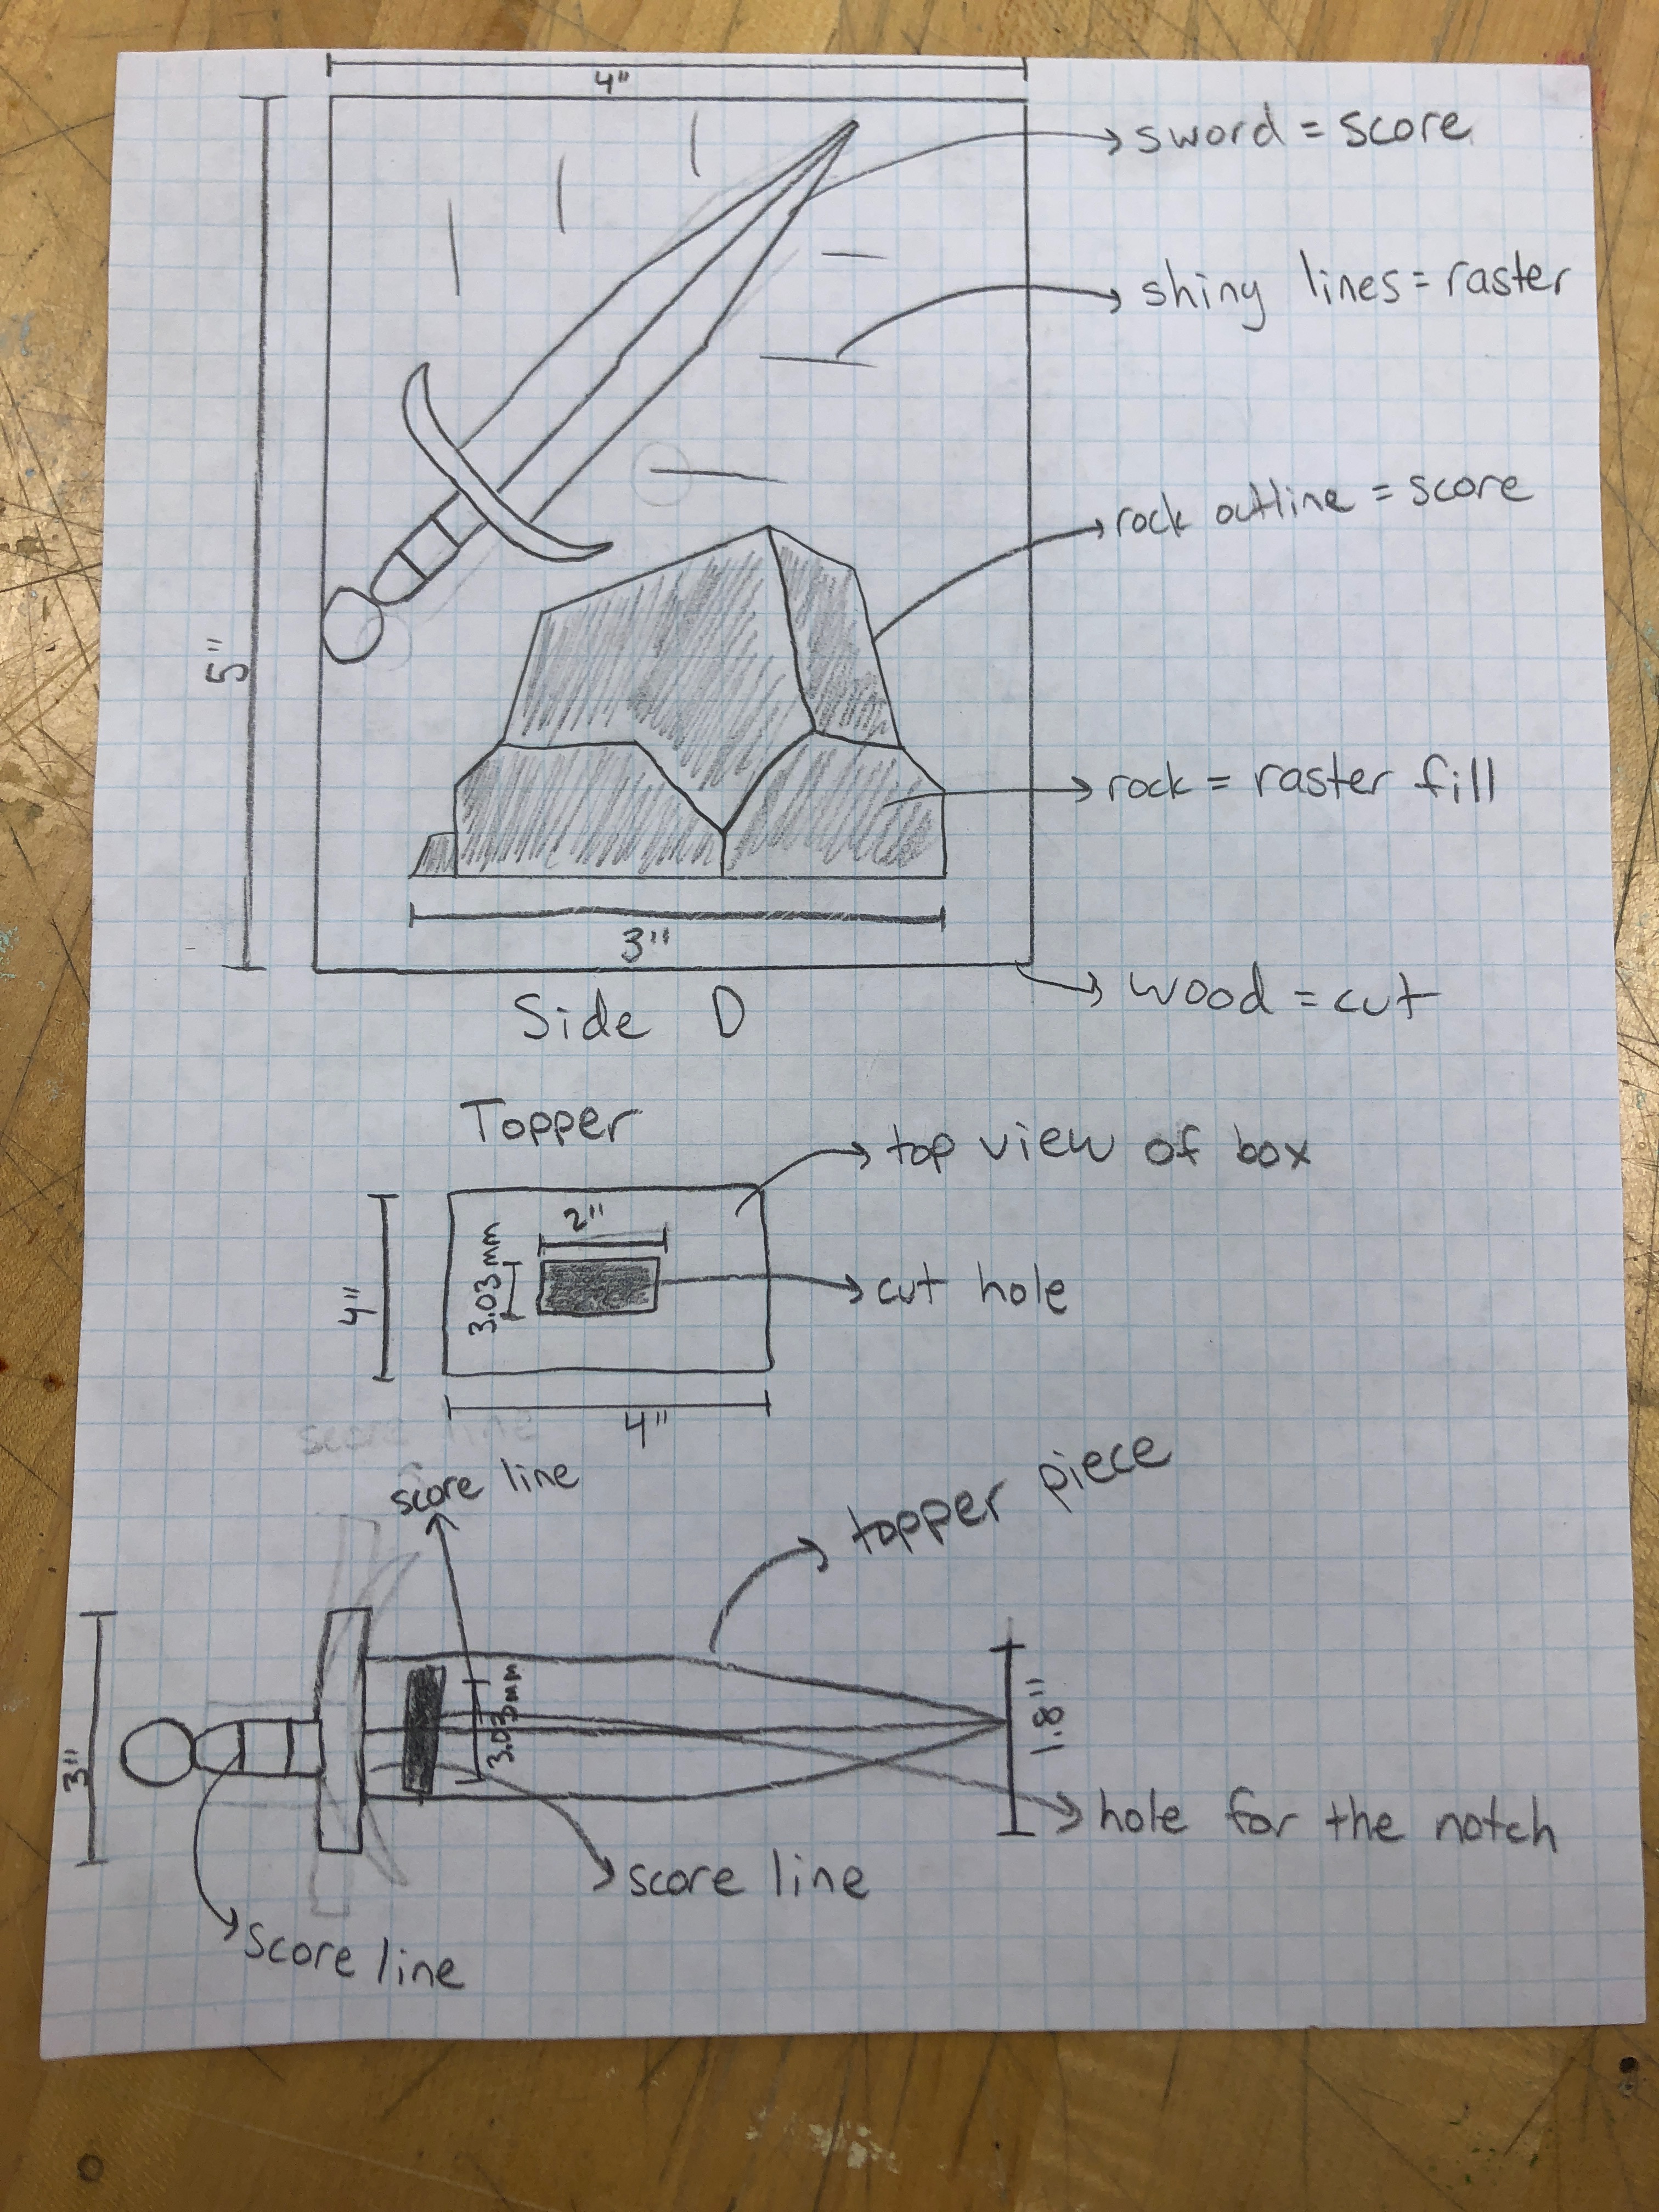 4"
sword = score
shiny lines = raster
rock outline = score
5"
rock = raster fill
3"
wood = cut
Side D
Topper
top view of box
2"
3.03 mm
4"
cut hole
4"
score line
score line
topper piece
3.03mm
1.8"
3"
hole for the notch
score line
score line